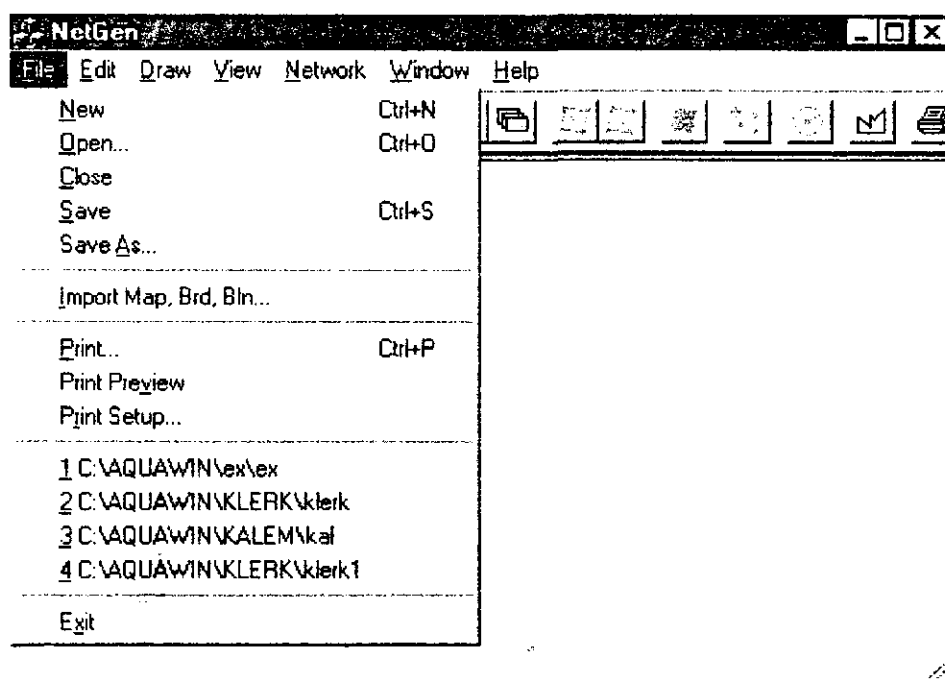 NetGen
File Edit Draw View Network Window Help
New Ctrl+N
Open... Ctrl+O
Close
Save Ctrl+S
Save As...
Import Map, Brd, Bln...
Print... Ctrl+P
Print Preview
Print Setup...
1 C:\AQUAWIN\ex\ex
2 C:\AQUAWIN\KLERK\klerk
3 C:\AQUAWIN\KALEM\kal
4 C:\AQUAWIN\KLERK\klerk1
Exit